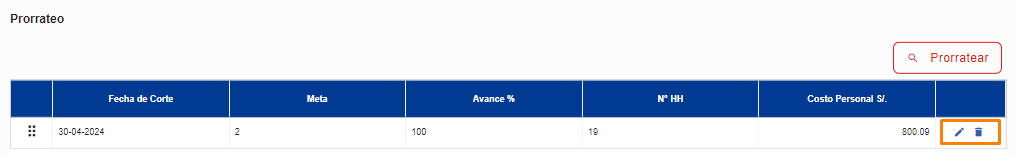 Prorrateo
Prorratear
Fecha de Corte Meta Avance % N° HH Costo Personal S/.
30-04-2024 2 100 19 800.09